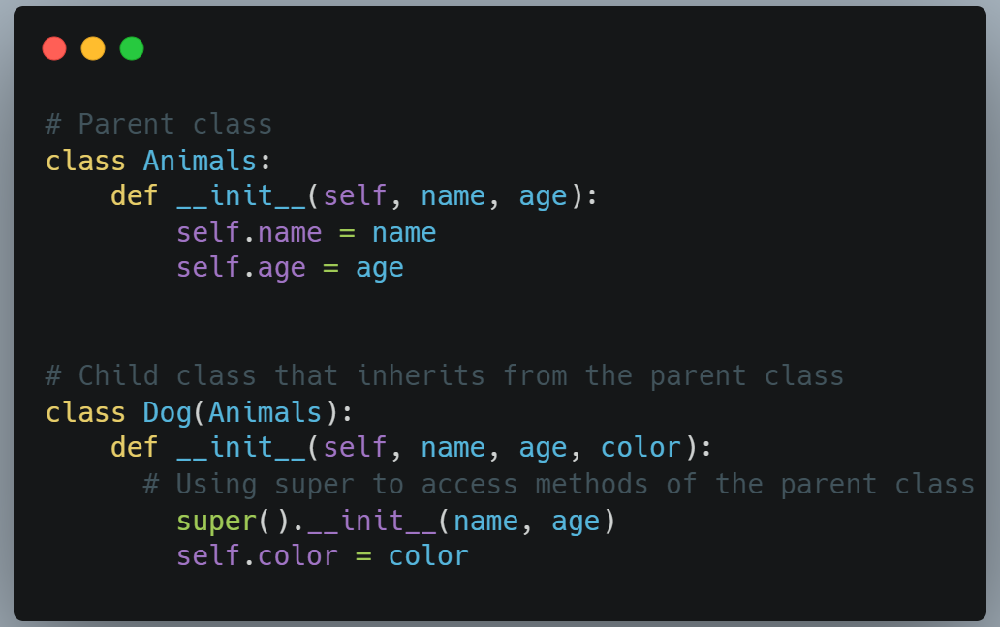 # Parent class
class Animals:
    def __init__(self, name, age):
        self.name = name
        self.age = age
# Child class that inherits from the parent class
class Dog(Animals):
    def __init__(self, name, age, color):
      # Using super to access methods of the parent class
        super().__init__(name, age)
        self.color = color